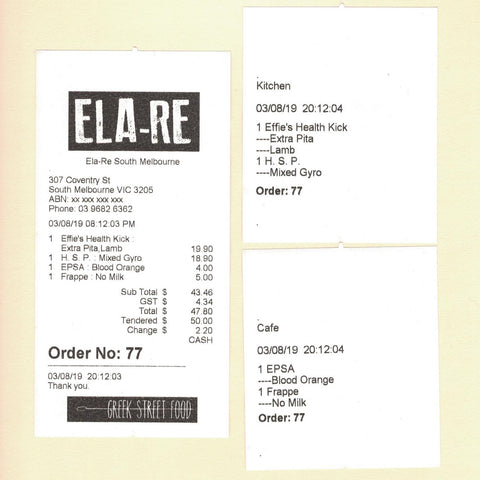 ELA-RE
Ela-Re South Melbourne
307 Coventry St
South Melbourne VIC 3205
ABN: xx xxx xxx xxx
Phone: 03 9682 6362
03/08/19 08:12:03 PM
1 Effie's Health Kick :
Extra Pita,Lamb 19.90
1 H. S. P. : Mixed Gyro 18.90
1 EPSA : Blood Orange 4.00
1 Frappe : No Milk 5.00
Sub Total $ 43.46
GST $ 4.34
Total $ 47.80
Tendered $ 50.00
Change $ 2.20
CASH
Order No: 77
03/08/19 20:12:03
Thank you.
GREEK STREET FOOD
Kitchen
03/08/19 20:12:04
1 Effie's Health Kick
----Extra Pita
----Lamb
1 H. S. P.
----Mixed Gyro
Order: 77
Cafe
03/08/19 20:12:04
1 EPSA
----Blood Orange
1 Frappe
----No Milk
Order: 77